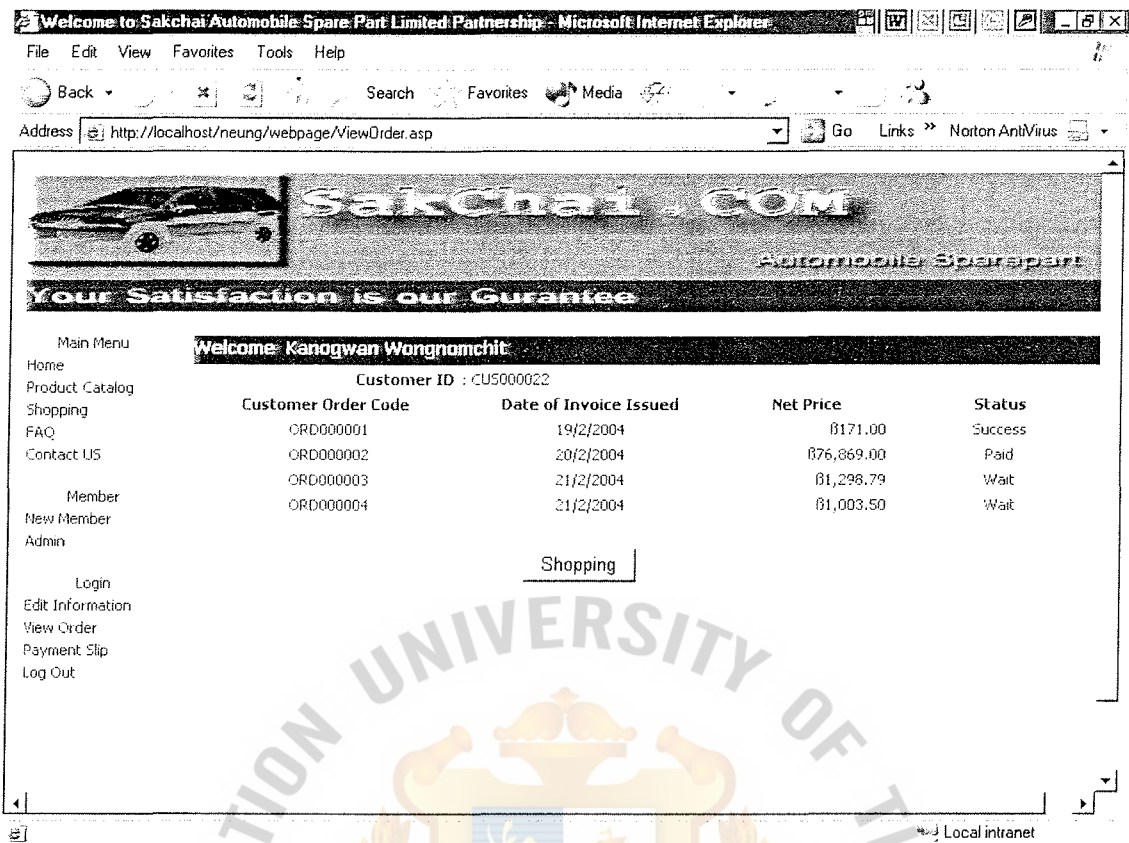 Welcome to Sakchai Automobile Spare Part Limited Partnership - Microsoft Internet Explorer
File Edit View Favorites Tools Help
Back Search Favorites Media
Address http://localhost/neung/webpage/ViewOrder.asp Go Links » Norton AntiVirus
SakChai.COM
Automobile Sparepart
Your Satisfaction is our Gurantee
Main Menu
Home
Product Catalog
Shopping
FAQ
Contact US
Member
New Member
Admin
Login
Edit Information
View Order
Payment Slip
Log Out
Welcome Kanogwan Wongnomchit
Customer ID : CUS000022
Customer Order Code Date of Invoice Issued Net Price Status
ORD000001 19/2/2004 ฿171.00 Success
ORD000002 20/2/2004 ฿76,869.00 Paid
ORD000003 21/2/2004 ฿1,298.79 Wait
ORD000004 21/2/2004 ฿1,003.50 Wait
Shopping
UNIVERSITY OF
Local intranet